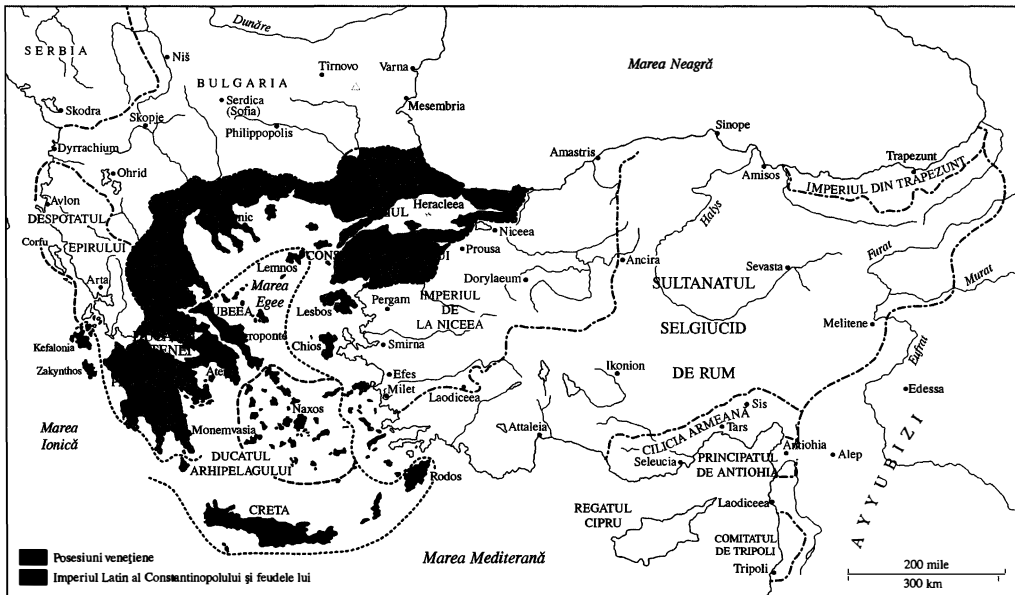 Dunăre
SERBIA
Niš
Tirnovo
Varna
BULGARIA
Marea Neagră
Serdica
(Sofia)
Mesembria
Skodra
Skopje
Philippopolis
Sinope
Dyrrachium
Amastris
Trapezunt
Amisos
IMPERIUL DIN TRAPEZUNT
Ohrid
Avlon
Heracleea
Halys
DESPOTATUL
Niceea
Corfu
EPIRULUI
Prousa
Furat
Ancira
Lemnos
Sevasta
Murat
Arta
Marea
Egee
Dorylaeum
SULTANATUL
Pergam
IMPERIUL
DE
LA NICEEA
Lesbos
SELGIUCID
Melitene
Kefalonia
Chios
Smirna
Eufrat
Zakynthos
Efes
Ikonion
DE RUM
Edessa
Milet
Laodiceea
Naxos
Sis
CILICIA ARMEANĂ
Tars
Marea
Ionică
Monemvasia
Attaleia
Antiohia
DUCATUL
ARHIPELAGULUI
Seleucia
PRINCIPATUL
DE ANTIOHIA
Alep
Rodos
AYYUBIZI
CRETA
REGATUL
CIPRU
Laodiceea
COMITATUL
DE TRIPOLI
Posesiuni venețiene
Marea Mediterană
Tripoli
200 mile
Imperiul Latin al Constantinopolului și feudele lui
300 km